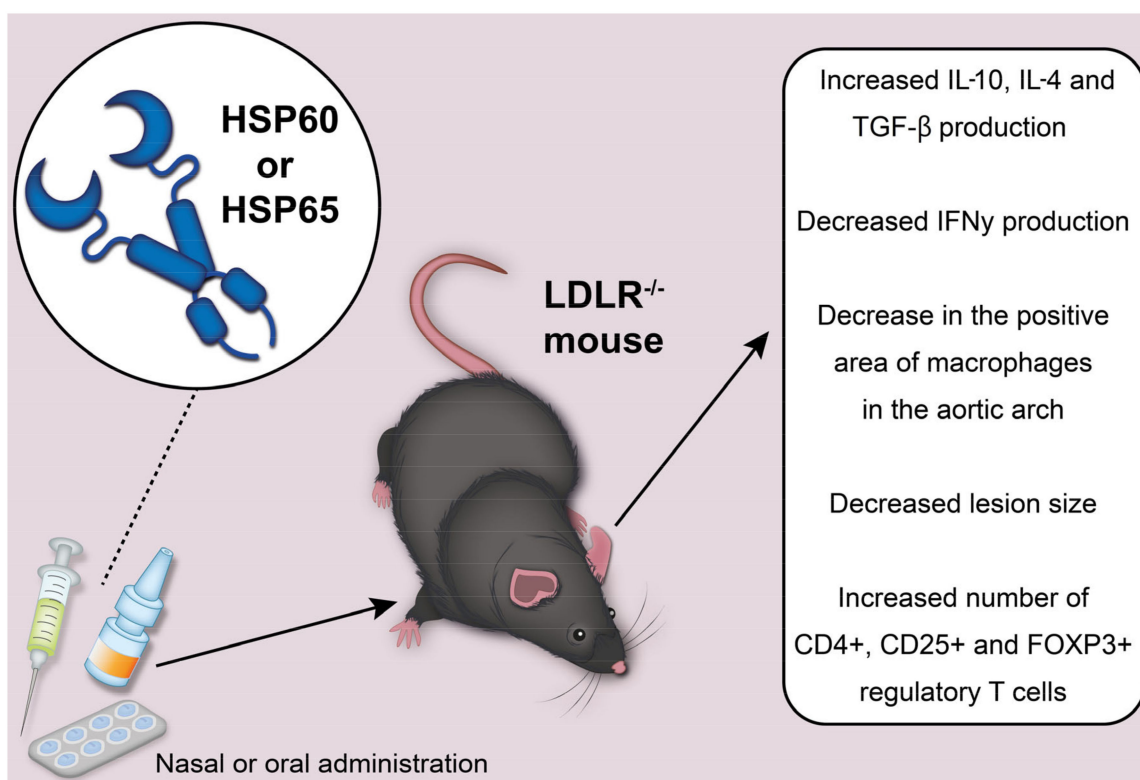 HSP60
or
HSP65
LDLR-/-
mouse
Nasal or oral administration
Increased IL-10, IL-4 and
TGF-β production
Decreased IFNy production
Decrease in the positive
area of macrophages
in the aortic arch
Decreased lesion size
Increased number of
CD4+, CD25+ and FOXP3+
regulatory T cells